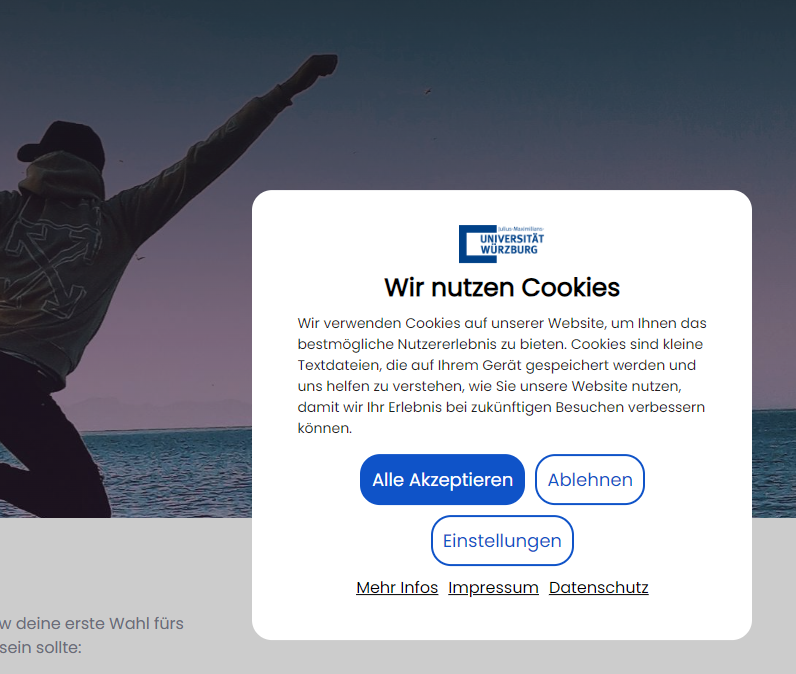 Julius-Maximilians-
UNIVERSITÄT
WÜRZBURG
Wir nutzen Cookies
Wir verwenden Cookies auf unserer Website, um Ihnen das
bestmögliche Nutzererlebnis zu bieten. Cookies sind kleine
Textdateien, die auf Ihrem Gerät gespeichert werden und
uns helfen zu verstehen, wie Sie unsere Website nutzen,
damit wir Ihr Erlebnis bei zukünftigen Besuchen verbessern
können.
Alle Akzeptieren
Ablehnen
Einstellungen
Mehr Infos Impressum Datenschutz
w deine erste Wahl fürs
sein sollte: